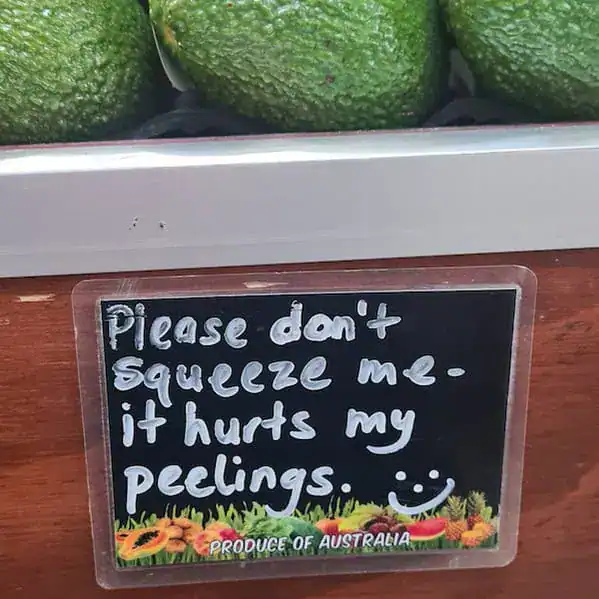 Please don't
squeeze me-
it hurts my
peelings.
PRODUCE OF AUSTRALIA